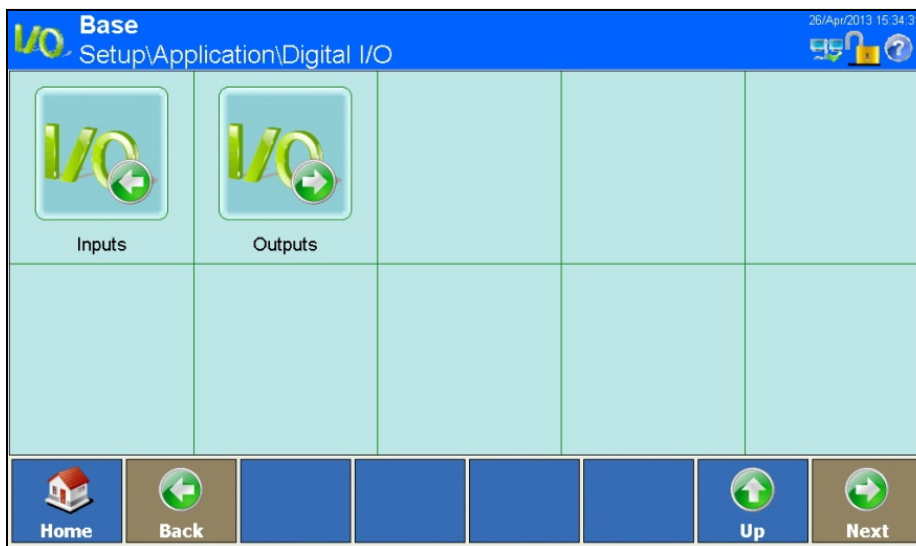 I/O
Base
26/Apr/2013 15:34:3
Setup\Application\Digital I/O
?
I/O
I/O
Inputs
Outputs
Home
Back
Up
Next